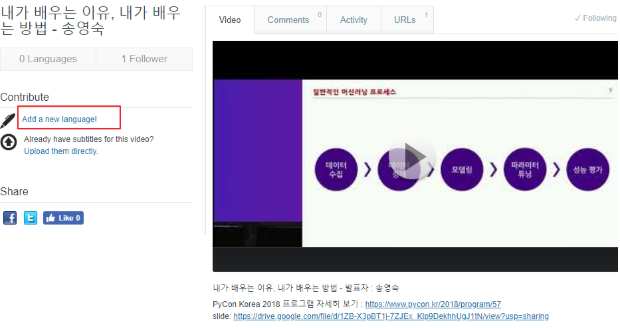 내가 배우는 이유, 내가 배우
는 방법 - 송영숙
0 Languages
1 Follower
Contribute
Add a new language!
Already have subtitles for this video?
Upload them directly.
Share
Like 0
Video
Comments 0
Activity
URLs 1
✓ Following
일반적인 머신러닝 프로세스
9
데이터
수집
데이터
모델링
파라미터
튜닝
성능 평가
내가 배우는 이유, 내가 배우는 방법 - 발표자 : 송영숙
PyCon Korea 2018 프로그램 자세히 보기 : https://www.pycon.kr/2018/program/57
slide: https://drive.google.com/file/d/1ZB-X3pBT1j-7ZJEx_Kip9DekhhUgJ1tN/view?usp=sharing